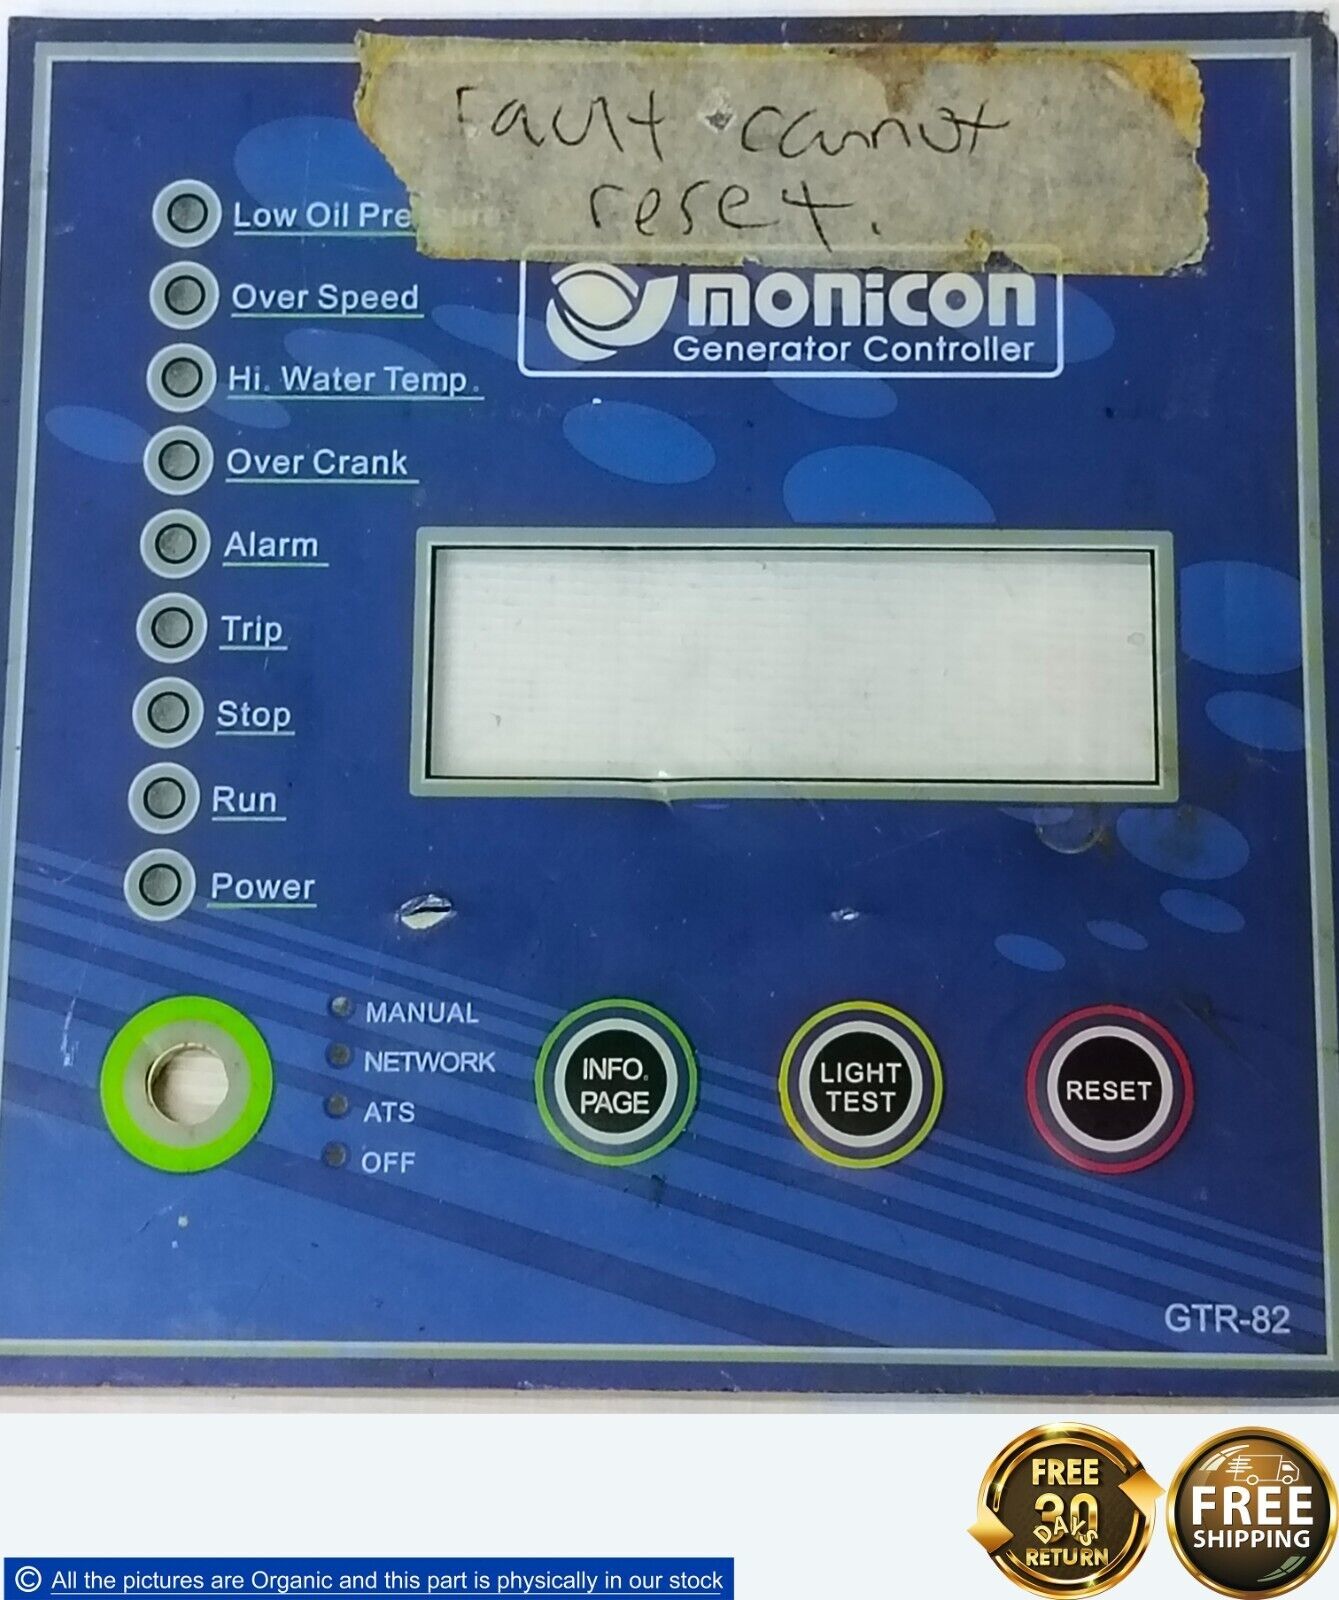 Fault cannot
reset.
Low Oil Pressure
Over Speed
Hi. Water Temp.
Over Crank
Alarm
Trip
Stop
Run
Power
monicon
Generator Controller
MANUAL
NETWORK
ATS
OFF
INFO.
PAGE
LIGHT
TEST
RESET
GTR-82
FREE
30
DAYS
RETURN
FREE
SHIPPING
© All the pictures are Organic and this part is physically in our stock